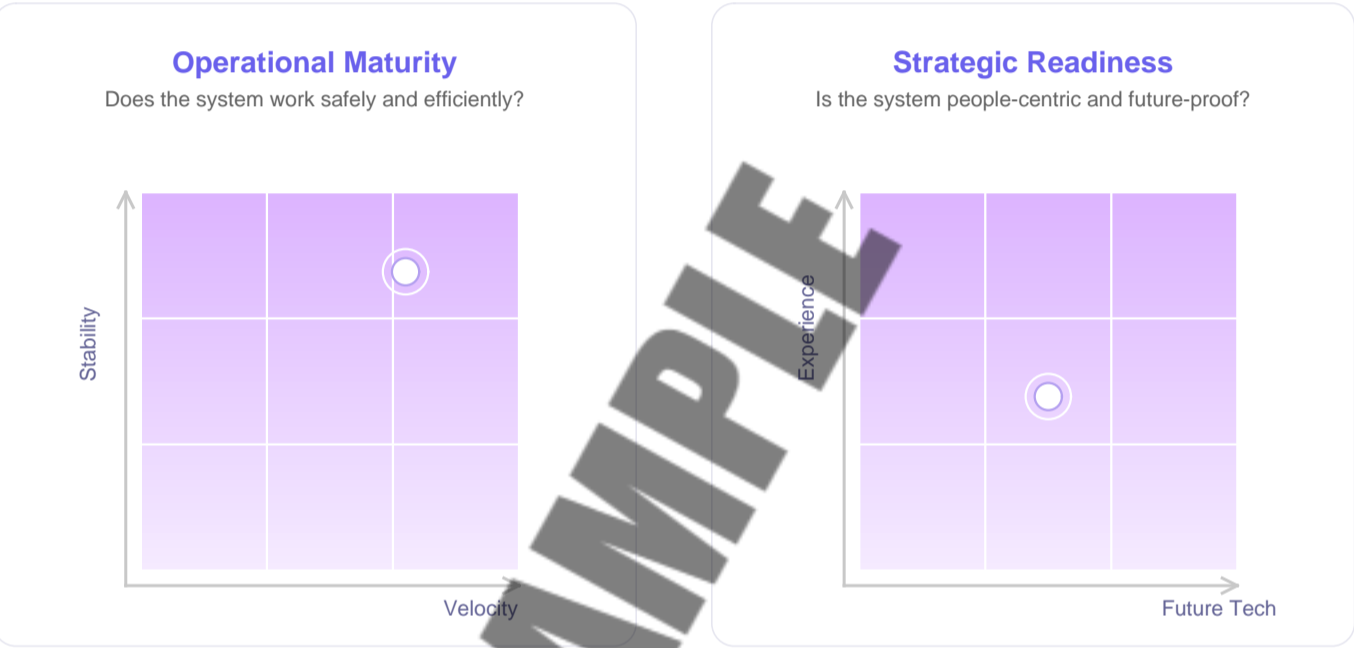 Operational Maturity
Does the system work safely and efficiently?
Stability
Velocity
Strategic Readiness
Is the system people-centric and future-proof?
Experience
Future Tech